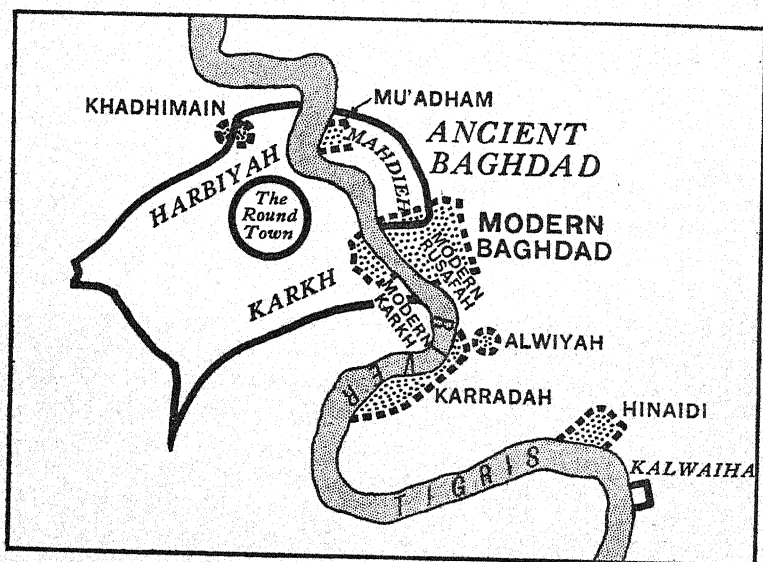 KHADHIMAIN
MU'ADHAM
ANCIENT
BAGHDAD
MAHDIEH
HARBIYAH
The
Round
Town
MODERN
BAGHDAD
MODERN
RUSAFAH
KARKH
MODERN
KARKH
ALWIYAH
KARRADAH
HINAIDI
KALWAIHA
RIVER
TIGRIS